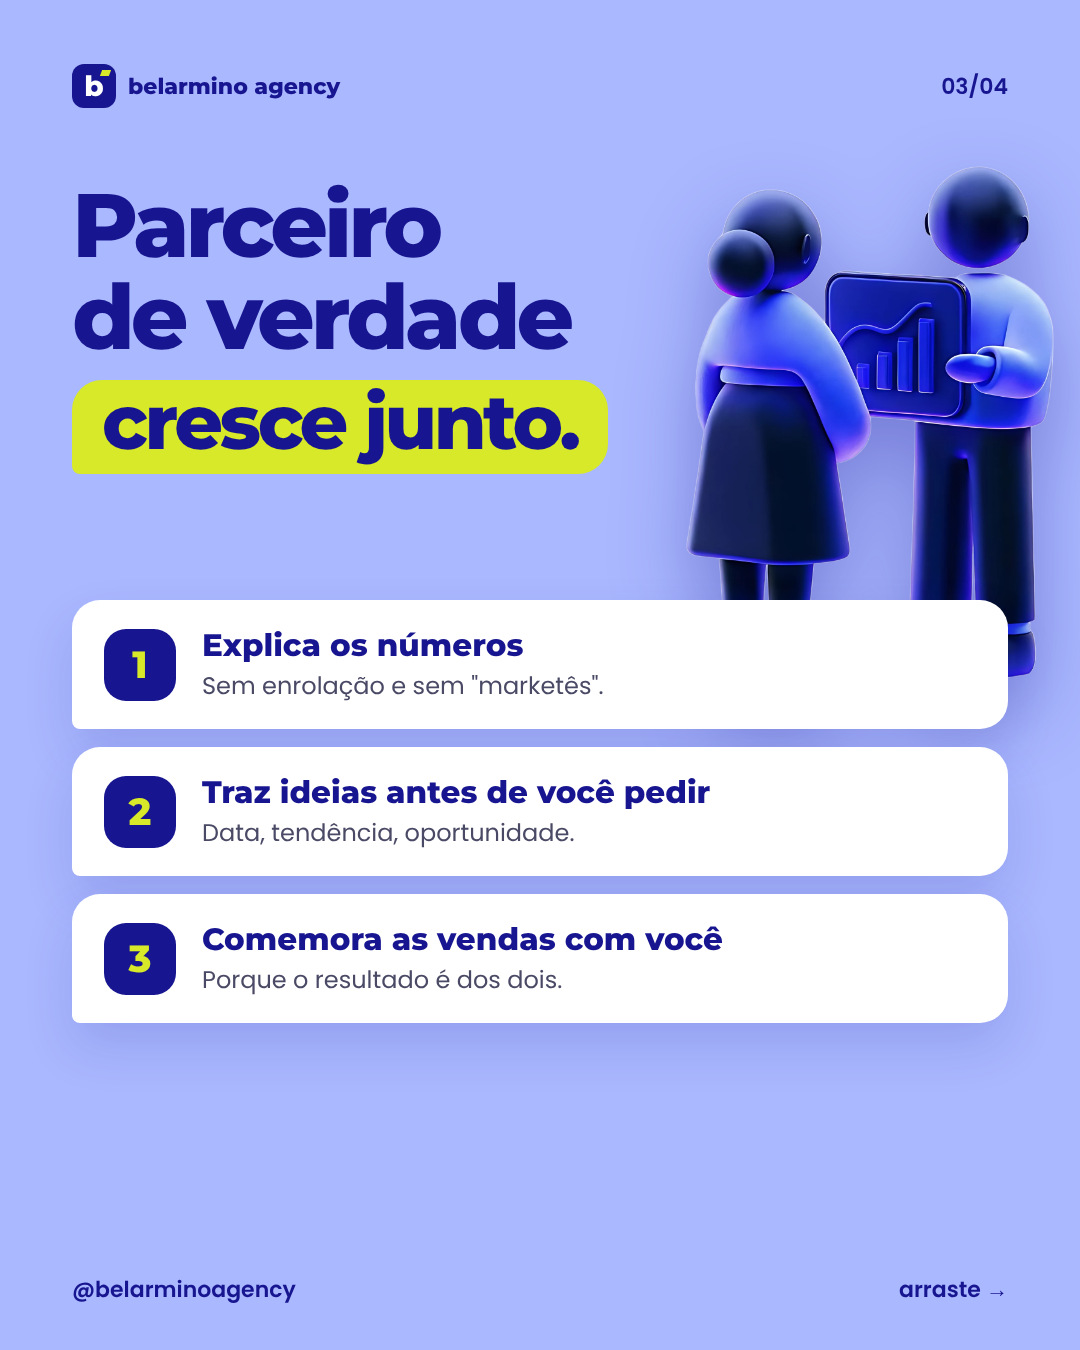 b belarmino agency
03/04
Parceiro
de verdade
cresce junto.
1
Explica os números
Sem enrolação e sem "marketês".
2
Traz ideias antes de você pedir
Data, tendência, oportunidade.
3
Comemora as vendas com você
Porque o resultado é dos dois.
@belarminoagency
arraste →